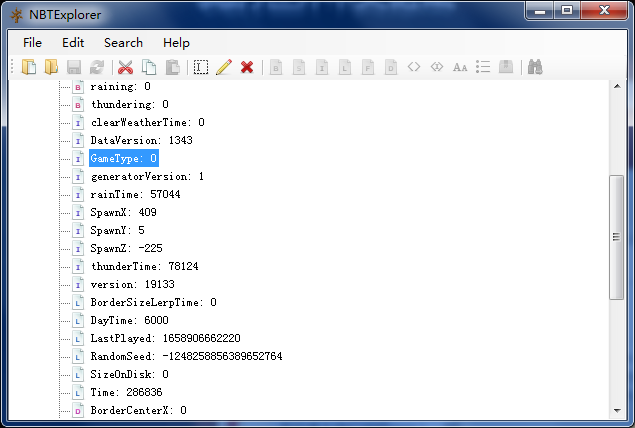 NBTExplorer
File Edit Search Help
raining: 0
thundering: 0
clearWeatherTime: 0
DataVersion: 1343
GameType: 0
generatorVersion: 1
rainTime: 57044
SpawnX: 409
SpawnY: 5
SpawnZ: -225
thunderTime: 78124
version: 19133
BorderSizeLerpTime: 0
DayTime: 6000
LastPlayed: 1658906662220
RandomSeed: -1248258856389652764
SizeOnDisk: 0
Time: 286836
BorderCenterX: 0